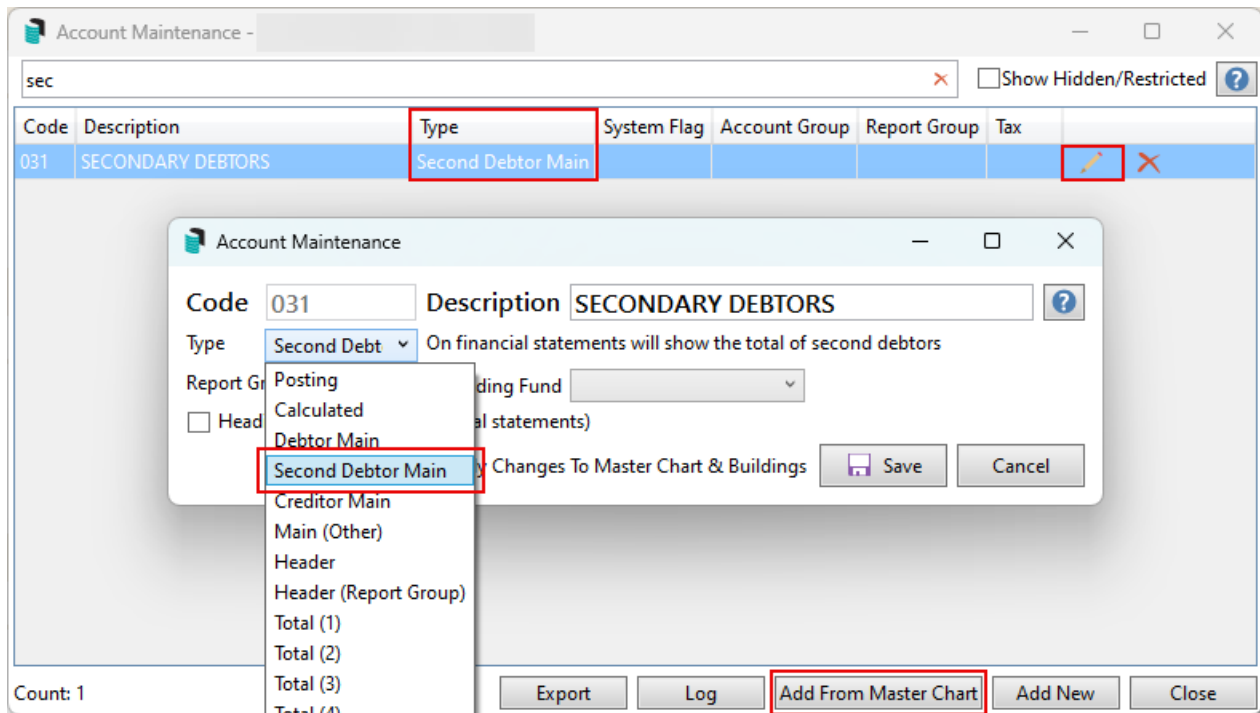 Account Maintenance -
sec
Show Hidden/Restricted
Code Description Type System Flag Account Group Report Group Tax
031 SECONDARY DEBTORS Second Debtor Main
Account Maintenance
Code 031 Description SECONDARY DEBTORS
Type Second Debt On financial statements will show the total of second debtors
Report Gr ding Fund
Posting
Calculated
Head al statements)
Debtor Main
Second Debtor Main
y Changes To Master Chart & Buildings Save Cancel
Creditor Main
Main (Other)
Header
Header (Report Group)
Total (1)
Total (2)
Total (3)
Total (4)
Count: 1 Export Log Add From Master Chart Add New Close